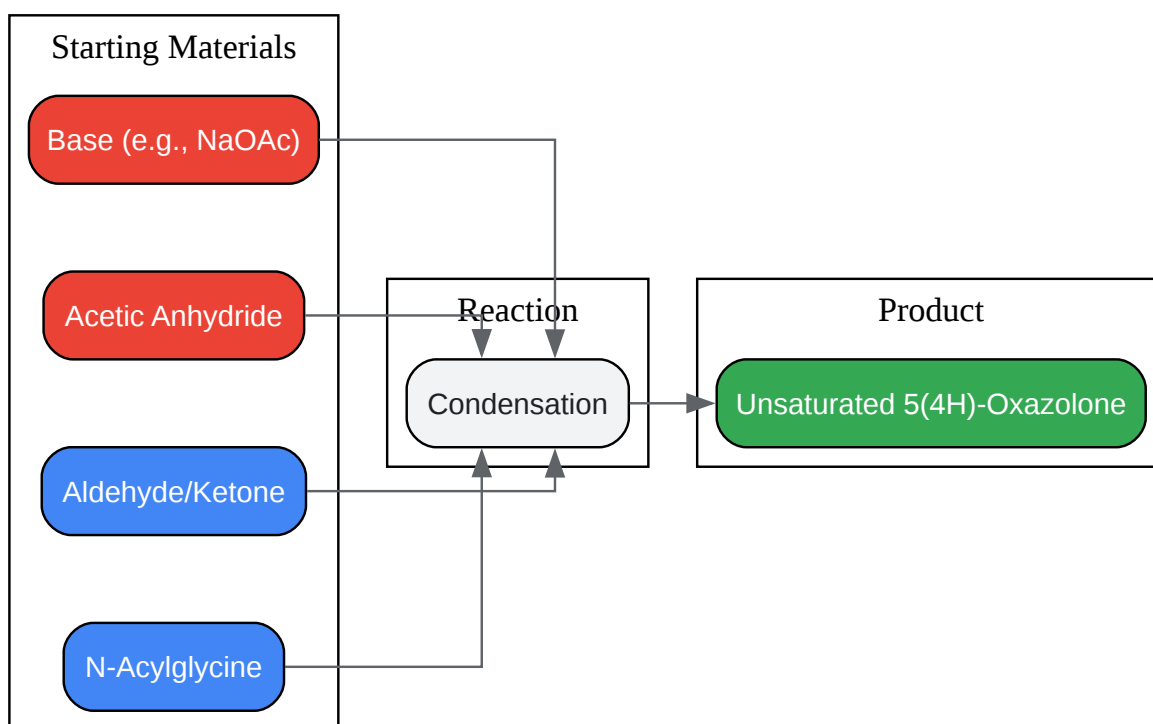 Starting Materials
Base (e.g., NaOAc)
Acetic Anhydride
Aldehyde/Ketone
N-Acylglycine
Reaction
Condensation
Product
Unsaturated 5(4H)-Oxazolone